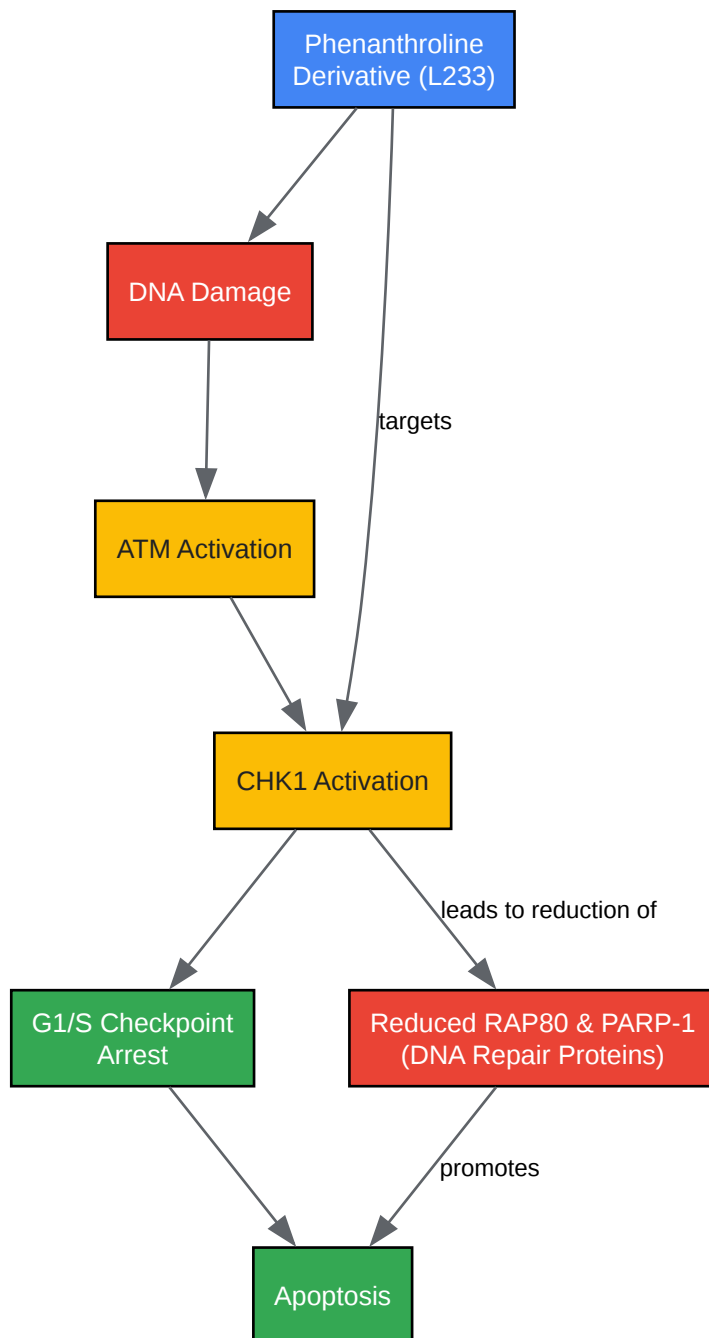 Phenanthroline
Derivative (L233)
DNA Damage
targets
ATM Activation
CHK1 Activation
leads to reduction of
G1/S Checkpoint
Arrest
Reduced RAP80 & PARP-1
(DNA Repair Proteins)
promotes
Apoptosis